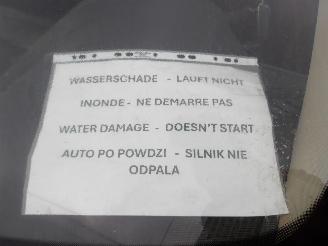 WASSERSCHADE - LAUFT NICHT
INONDE - NE DEMARRE PAS
WATER DAMAGE - DOESN'T START
AUTO PO POWDZI - SILNIK NIE
ODPALA